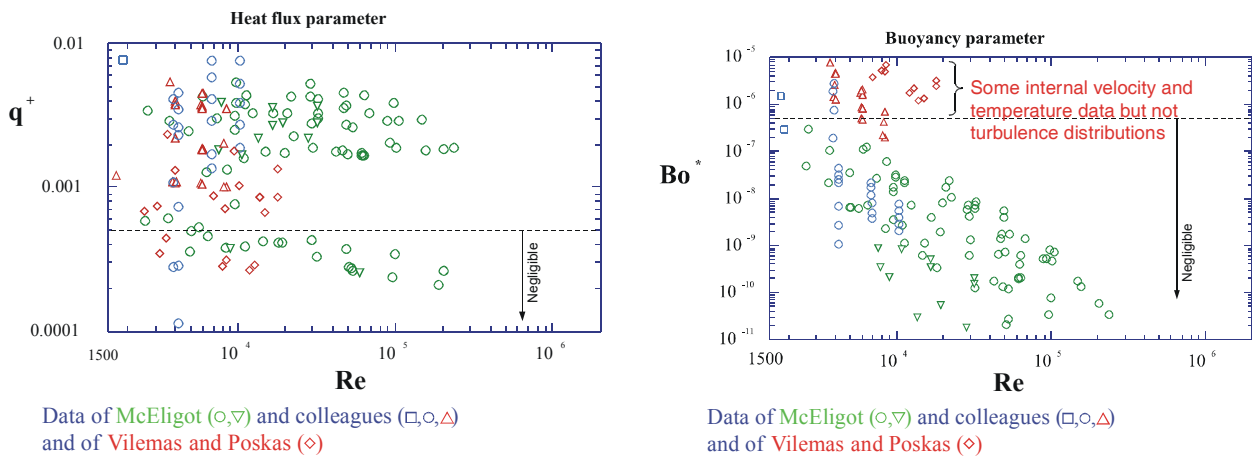 Heat flux parameter
0.01
q+
0.001
0.0001
Negligible
1500
10^4
10^5
10^6
Re
Data of McEligot (○,▽) and colleagues (□,○,△)
and of Vilemas and Poskas (◇)
Buoyancy parameter
10^-5
10^-6
10^-7
Bo*
10^-8
10^-9
10^-10
10^-11
Some internal velocity and
temperature data but not
turbulence distributions
Negligible
1500
10^4
10^5
10^6
Re
Data of McEligot (○,▽) and colleagues (□,○,△)
and of Vilemas and Poskas (◇)